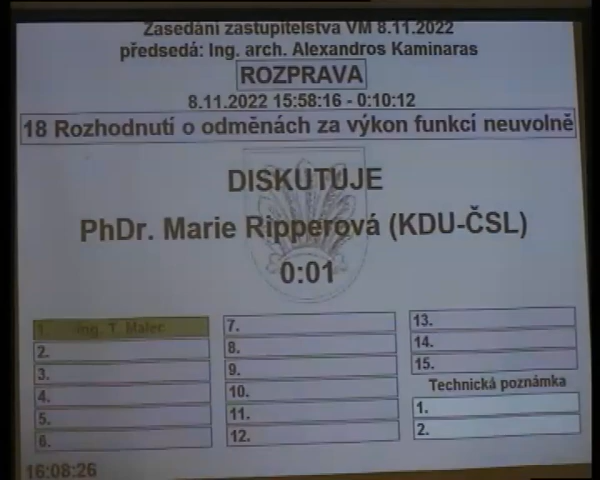 Zasedání zastupitelstva VM 8.11.2022
předsedá: Ing. arch. Alexandros Kaminaras
ROZPRAVA
8.11.2022 15:58:16 - 0:10:12
18 Rozhodnutí o odměnách za výkon funkcí neuvolně
DISKUTUJE
PhDr. Marie Ripperová (KDU-ČSL)
0:01
1. Ing. T. Malec
2.
3.
4.
5.
6.
7.
8.
9.
10.
11.
12.
13.
14.
15.
Technická poznámka
1.
2.
16:08:26